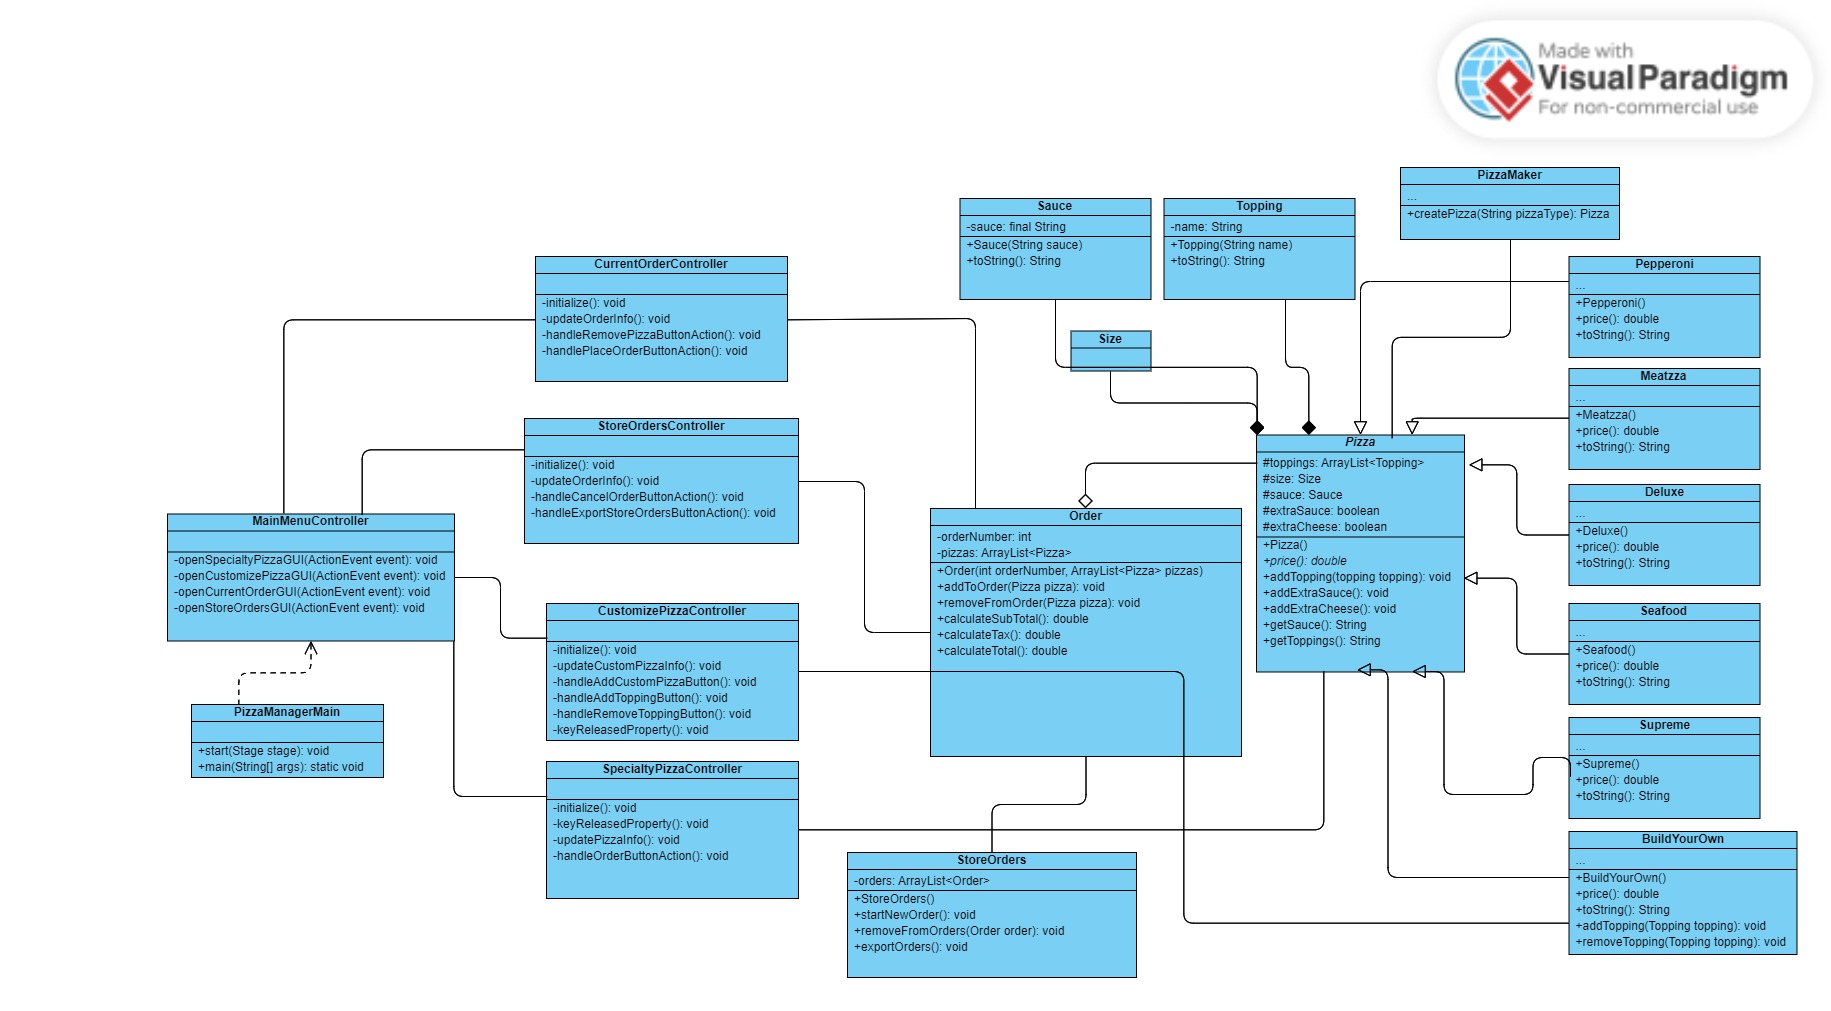 Made with
Visual Paradigm
For non-commercial use
PizzaMaker
...
+createPizza(String pizzaType): Pizza
Sauce
-sauce: final String
+Sauce(String sauce)
+toString(): String
Topping
-name: String
+Topping(String name)
+toString(): String
Size
CurrentOrderController
-initialize(): void
-updateOrderInfo(): void
-handleRemovePizzaButtonAction(): void
-handlePlaceOrderButtonAction(): void
Pepperoni
...
+Pepperoni()
+price(): double
+toString(): String
Meatzza
...
+Meatzza()
+price(): double
+toString(): String
StoreOrdersController
-initialize(): void
-updateOrderInfo(): void
-handleCancelOrderButtonAction(): void
-handleExportStoreOrdersButtonAction(): void
Pizza
#toppings: ArrayList<Topping>
#size: Size
#sauce: Sauce
#extraSauce: boolean
#extraCheese: boolean
+Pizza()
+price(): double
+addTopping(topping topping): void
+addExtraSauce(): void
+addExtraCheese(): void
+getSauce(): String
+getToppings(): String
Deluxe
...
+Deluxe()
+price(): double
+toString(): String
MainMenuController
-openSpecialtyPizzaGUI(ActionEvent event): void
-openCustomizePizzaGUI(ActionEvent event): void
-openCurrentOrderGUI(ActionEvent event): void
-openStoreOrdersGUI(ActionEvent event): void
Order
-orderNumber: int
-pizzas: ArrayList<Pizza>
+Order(int orderNumber, ArrayList<Pizza> pizzas)
+addToOrder(Pizza pizza): void
+removeFromOrder(Pizza pizza): void
+calculateSubTotal(): double
+calculateTax(): double
+calculateTotal(): double
CustomizePizzaController
-initialize(): void
-updateCustomPizzaInfo(): void
-handleAddCustomPizzaButton(): void
-handleAddToppingButton(): void
-handleRemoveToppingButton(): void
-keyReleasedProperty(): void
Seafood
...
+Seafood()
+price(): double
+toString(): String
PizzaManagerMain
+start(Stage stage): void
+main(String[] args): static void
Supreme
...
+Supreme()
+price(): double
+toString(): String
SpecialtyPizzaController
-initialize(): void
-keyReleasedProperty(): void
-updatePizzaInfo(): void
-handleOrderButtonAction(): void
StoreOrders
-orders: ArrayList<Order>
+StoreOrders()
+startNewOrder(): void
+removeFromOrders(Order order): void
+exportOrders(): void
BuildYourOwn
...
+BuildYourOwn()
+price(): double
+toString(): String
+addTopping(Topping topping): void
+removeTopping(Topping topping): void